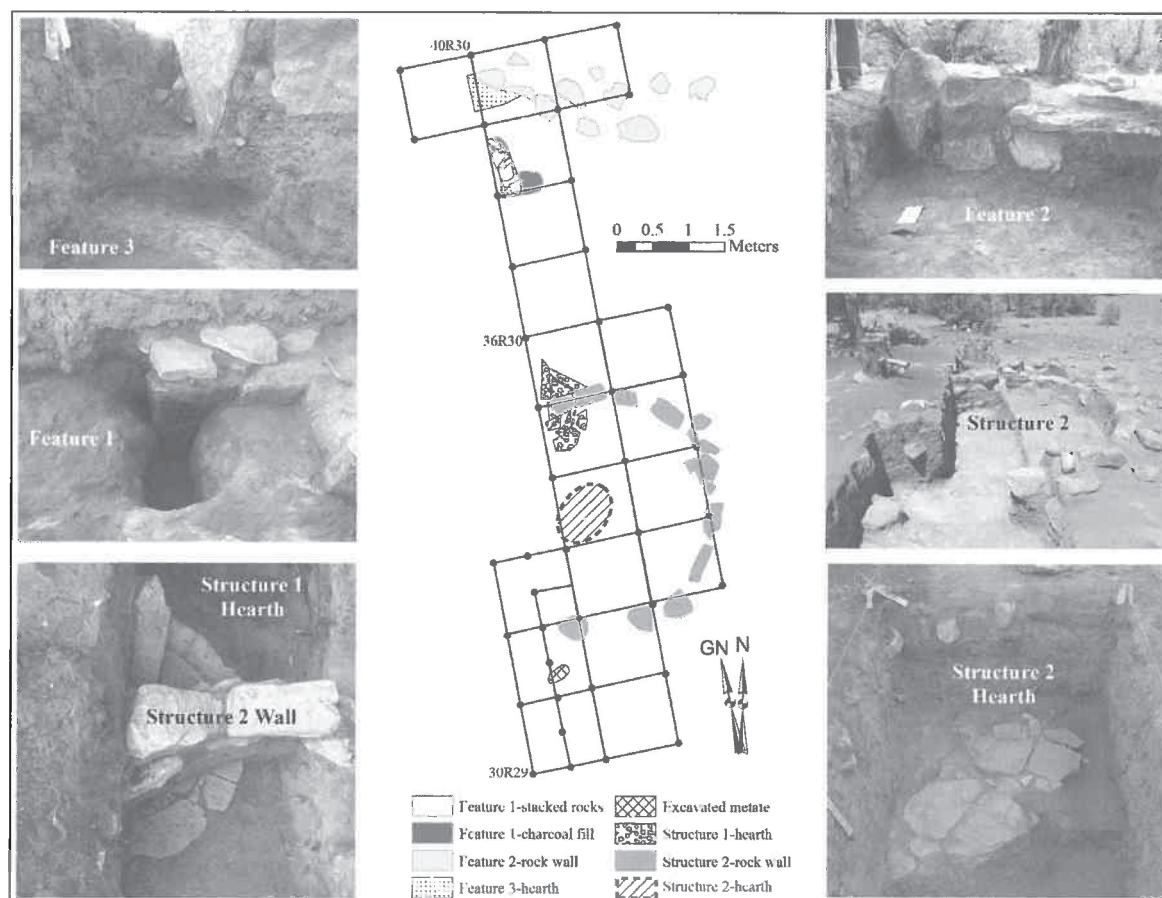 Feature 3
Feature 1
Structure 1
Hearth
Structure 2 Wall
40R30
0 0.5 1 1.5
Meters
36R30
GN N
30R29
Feature 1-stacked rocks
Feature 1-charcoal fill
Feature 2-rock wall
Feature 3-hearth
Excavated metate
Structure 1-hearth
Structure 2-rock wall
Structure 2-hearth
Feature 2
Structure 2
Structure 2
Hearth